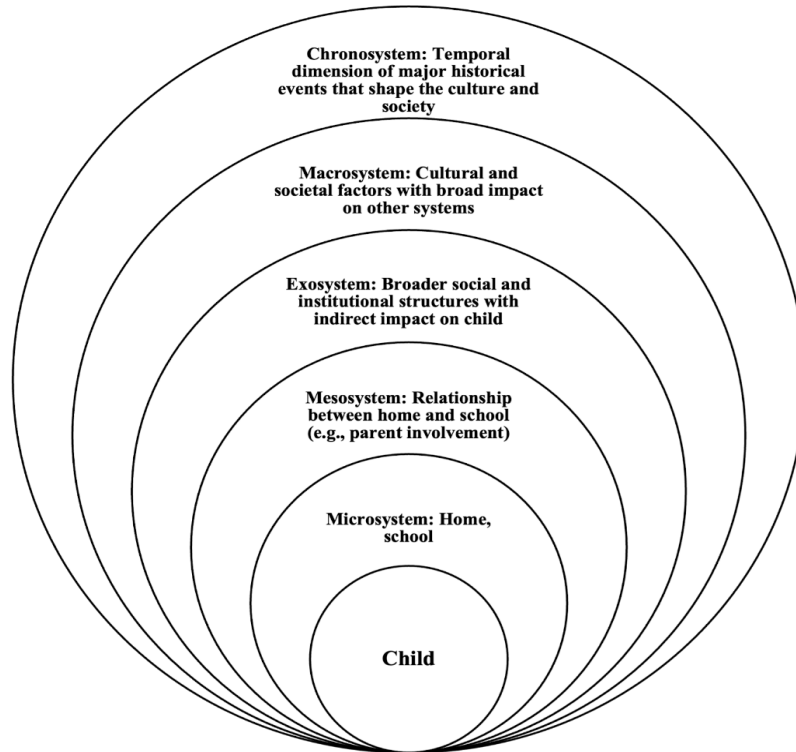 Chronosystem: Temporal
dimension of major historical
events that shape the culture and
society
Macrosystem: Cultural and
societal factors with broad impact
on other systems
Exosystem: Broader social and
institutional structures with
indirect impact on child
Mesosystem: Relationship
between home and school
(e.g., parent involvement)
Microsystem: Home,
school
Child